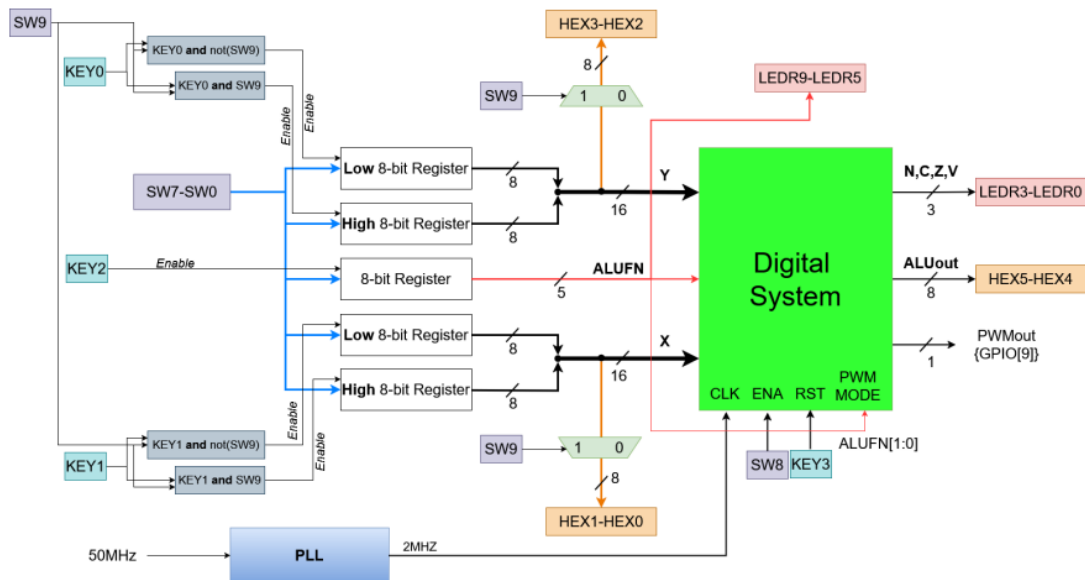 SW9
HEX3-HEX2
KEY0 and not(SW9)
KEY0
KEY0 and SW9
8
SW9
1 0
LEDR9-LEDR5
Enable
Enable
Low 8-bit Register
8
Y
16
N,C,Z,V
3
LEDR3-LEDR0
SW7-SW0
High 8-bit Register
8
KEY2
Enable
8-bit Register
5
ALUFN
Digital
System
ALUout
8
HEX5-HEX4
Low 8-bit Register
8
X
16
PWMout
{GPIO[9]}
1
High 8-bit Register
8
CLK ENA RST PWM
MODE
Enable
Enable
KEY1 and not(SW9)
KEY1
KEY1 and SW9
SW9
1 0
ALUFN[1:0]
SW8
KEY3
8
HEX1-HEX0
50MHz
PLL
2MHZ